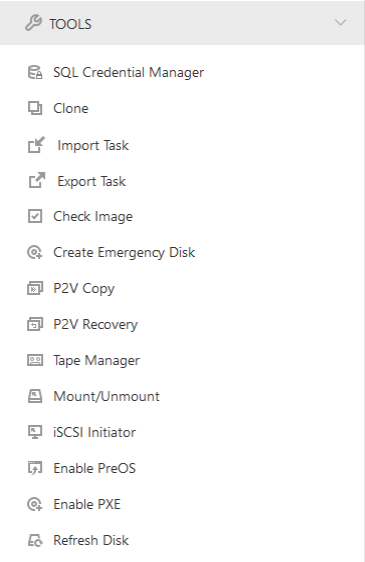 TOOLS
SQL Credential Manager
Clone
Import Task
Export Task
Check Image
Create Emergency Disk
P2V Copy
P2V Recovery
Tape Manager
Mount/Unmount
iSCSI Initiator
Enable PreOS
Enable PXE
Refresh Disk